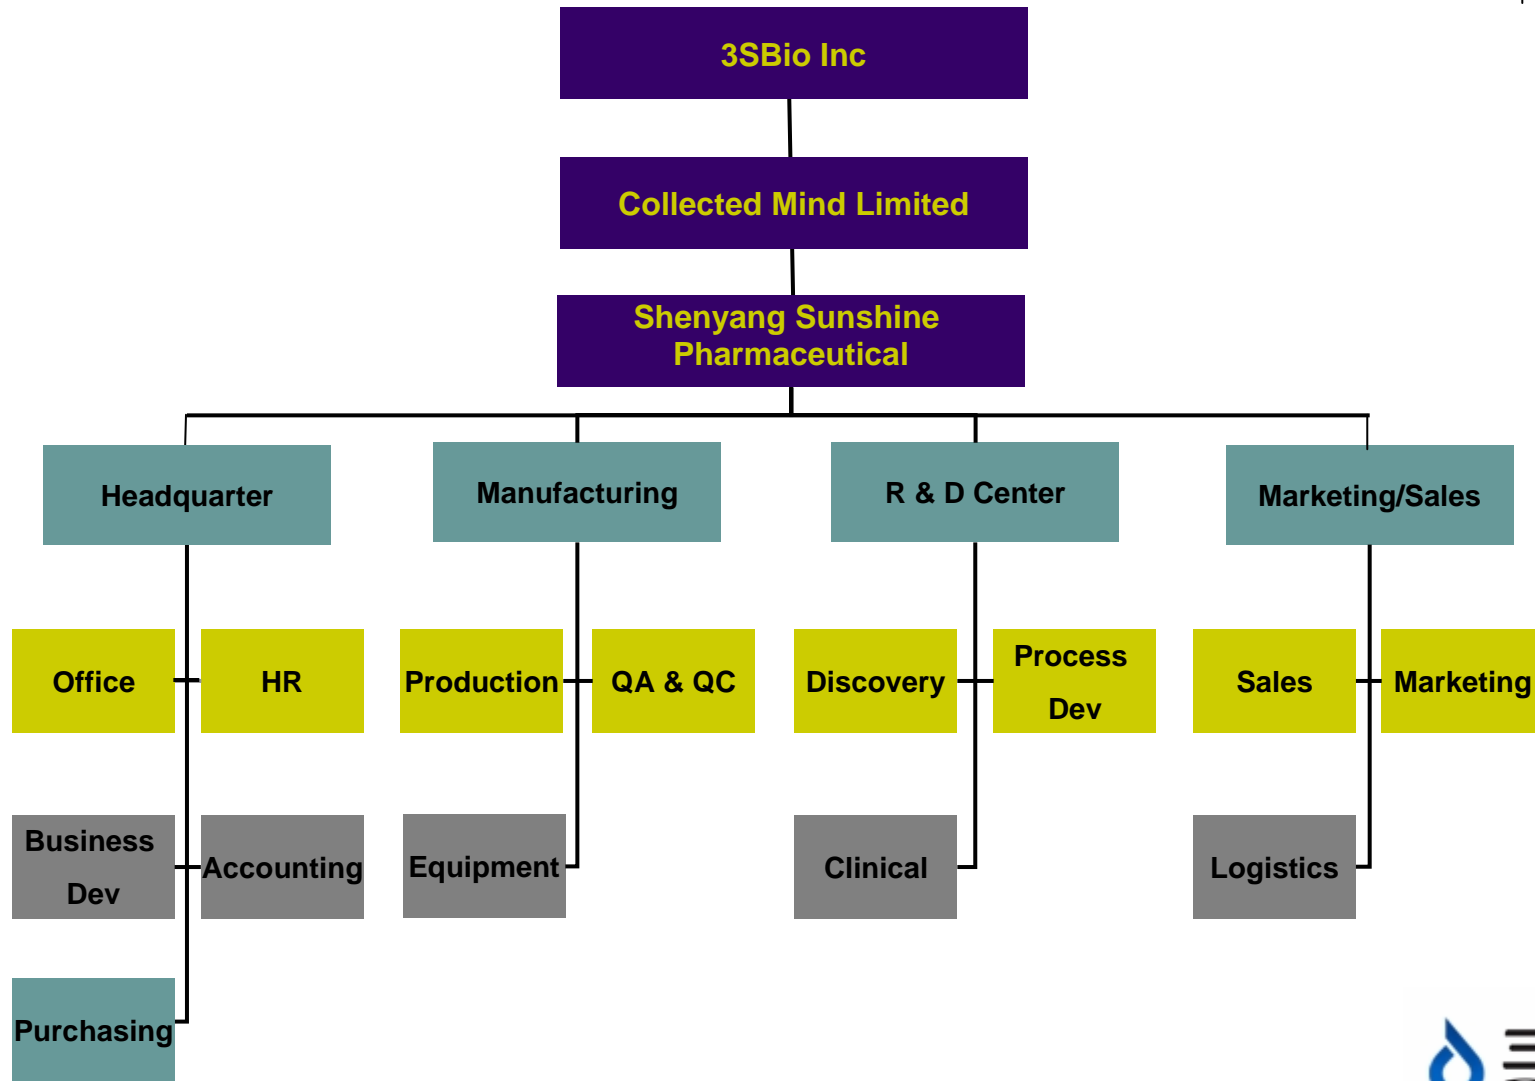 3SBio Inc
Collected Mind Limited
Shenyang Sunshine
Pharmaceutical
Headquarter
Manufacturing
R & D Center
Marketing/Sales
Office
HR
Production
QA & QC
Discovery
Process
Dev
Sales
Marketing
Business
Dev
Accounting
Equipment
Clinical
Logistics
Purchasing